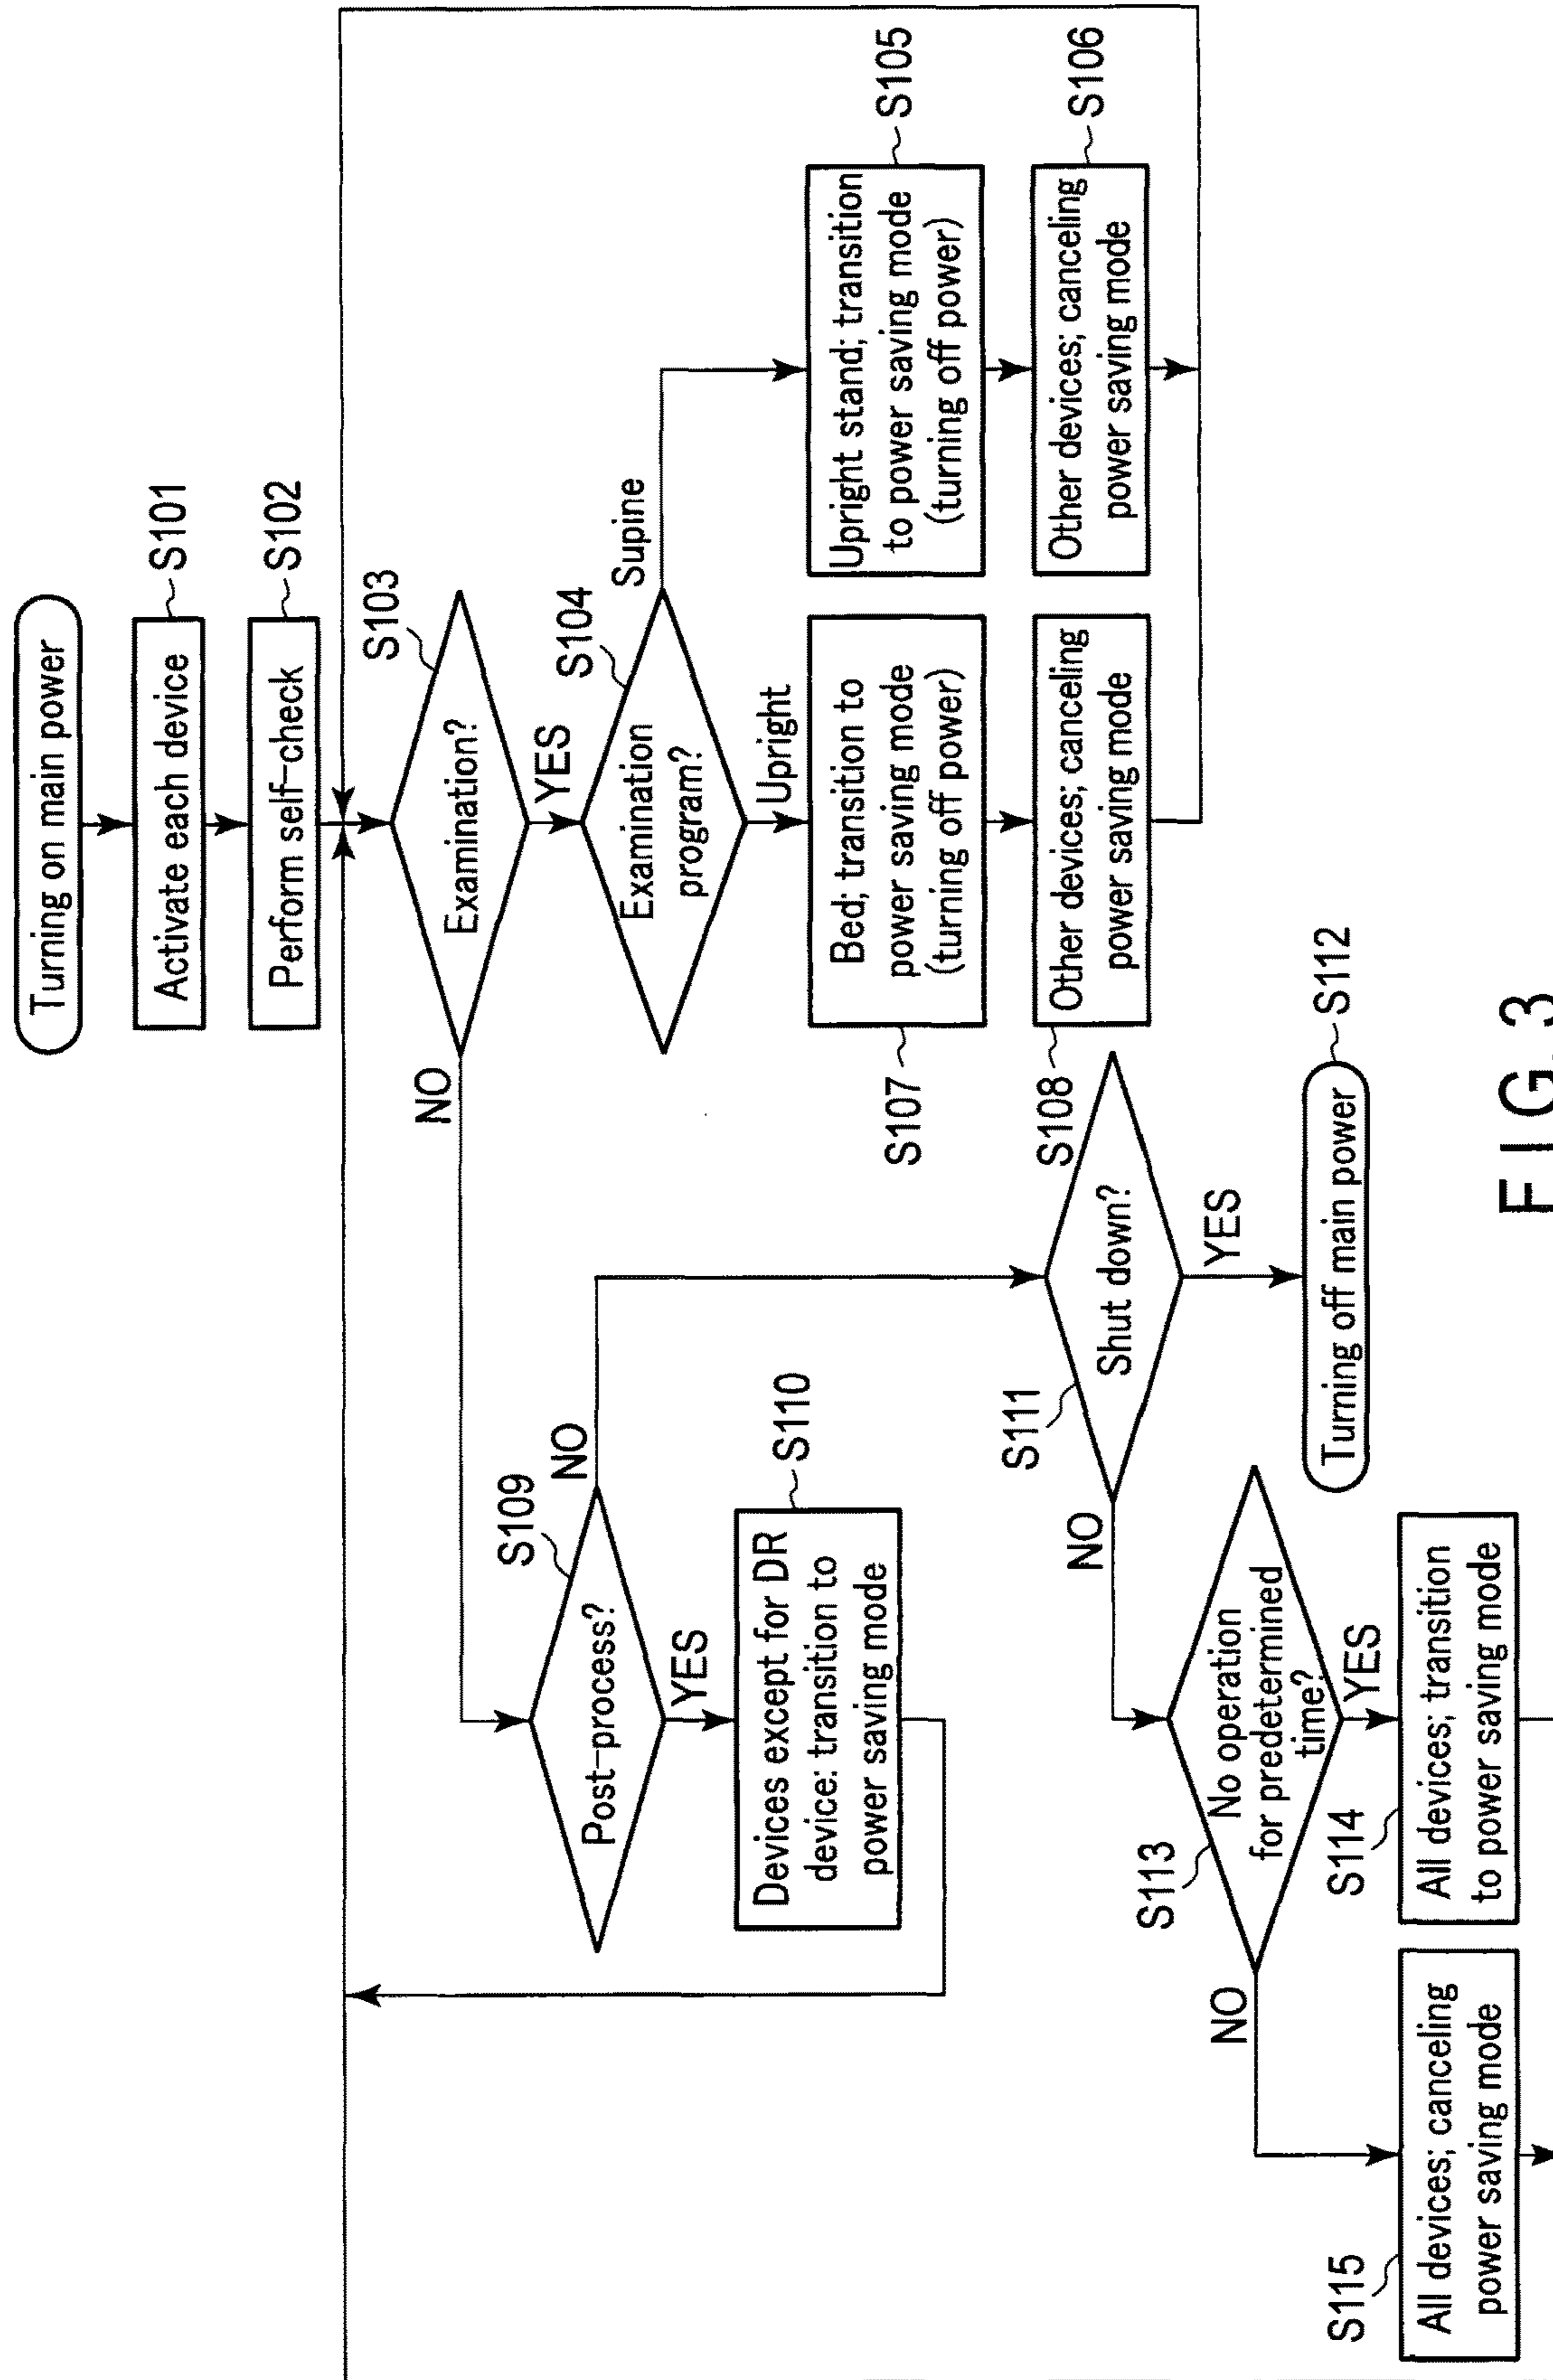 Turning on main power
Activate each device
S101
Perform self-check
S102
Examination?
S103
NO
YES
Examination
program?
S104
Supine
Upright
Upright stand; transition
to power saving mode
(turning off power)
S105
Other devices; canceling
power saving mode
S106
Bed; transition to
power saving mode
(turning off power)
S107
Other devices; canceling
power saving mode
S108
Post-process?
S109
NO
YES
Devices except for DR
device: transition to
power saving mode
S110
Shut down?
S111
NO
YES
Turning off main power
S112
No operation
for predetermined
time?
S113
NO
YES
All devices; transition
to power saving mode
S114
All devices; canceling
power saving mode
S115
FIG. 3